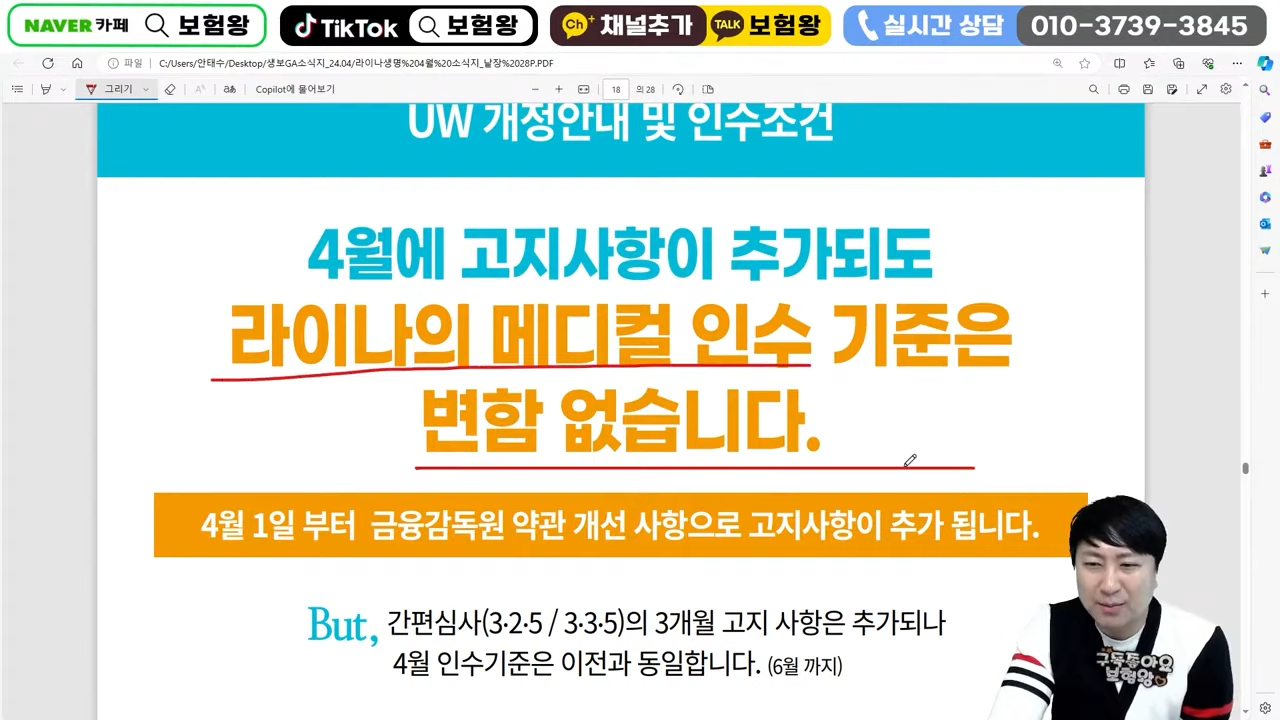 NAVER 카페 보험왕 TikTok 보험왕 Ch+ 채널추가 TALK 보험왕 실시간 상담 010-3739-3845
파일 C:/Users/안태수/Desktop/생보GA소식지_24.04/라이나생명%204월%20소식지_낱장%2028P.PDF
그리기 Copilot에 물어보기 18 의 28
UW 개정안내 및 인수조건
4월에 고지사항이 추가되도
라이나의 메디컬 인수 기준은
변함 없습니다.
4월 1일 부터 금융감독원 약관 개선 사항으로 고지사항이 추가 됩니다.
But, 간편심사(3·2·5 / 3·3·5)의 3개월 고지 사항은 추가되나
4월 인수기준은 이전과 동일합니다. (6월 까지)
구독좋아요
보험왕